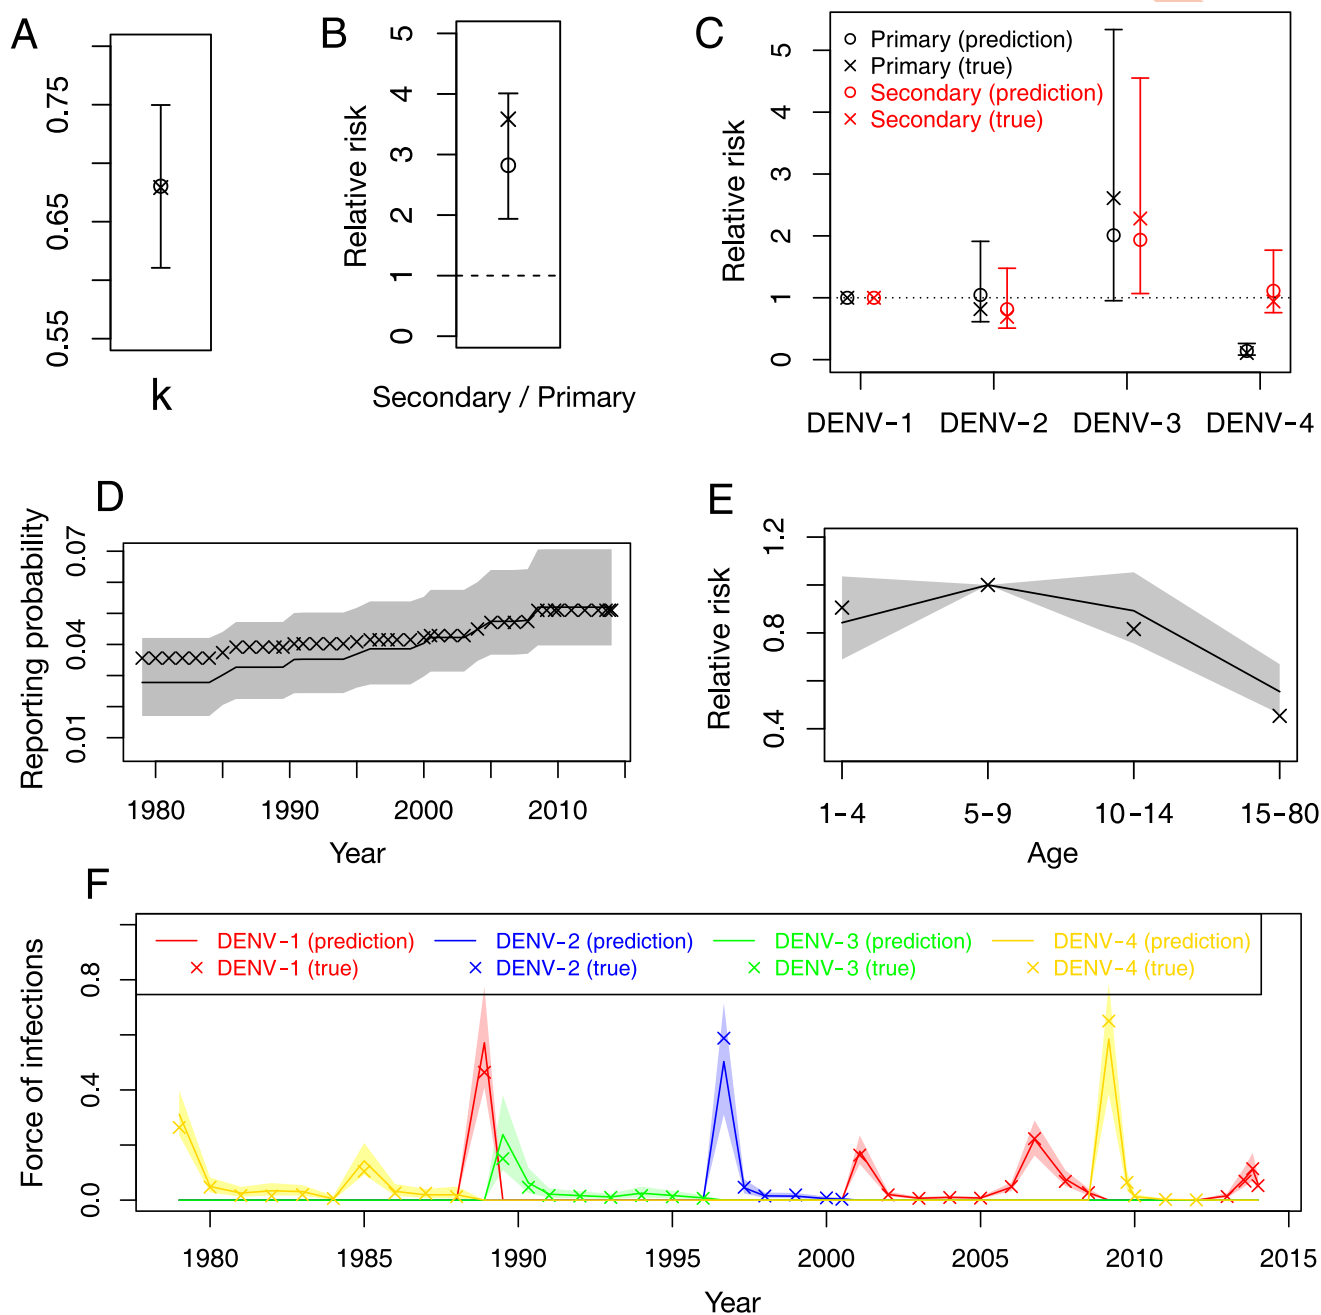 A
0.55 0.65 0.75
k
B
Relative risk
0 1 2 3 4 5
Secondary / Primary
C
Relative risk
0 1 2 3 4 5
Primary (prediction)
Primary (true)
Secondary (prediction)
Secondary (true)
DENV-1 DENV-2 DENV-3 DENV-4
D
Reporting probability
0.01 0.04 0.07
1980 1990 2000 2010
Year
E
Relative risk
0.4 0.8 1.2
1-4 5-9 10-14 15-80
Age
F
Force of infections
0.0 0.4 0.8
DENV-1 (prediction) DENV-2 (prediction) DENV-3 (prediction) DENV-4 (prediction)
DENV-1 (true) DENV-2 (true) DENV-3 (true) DENV-4 (true)
1980 1985 1990 1995 2000 2005 2010 2015
Year